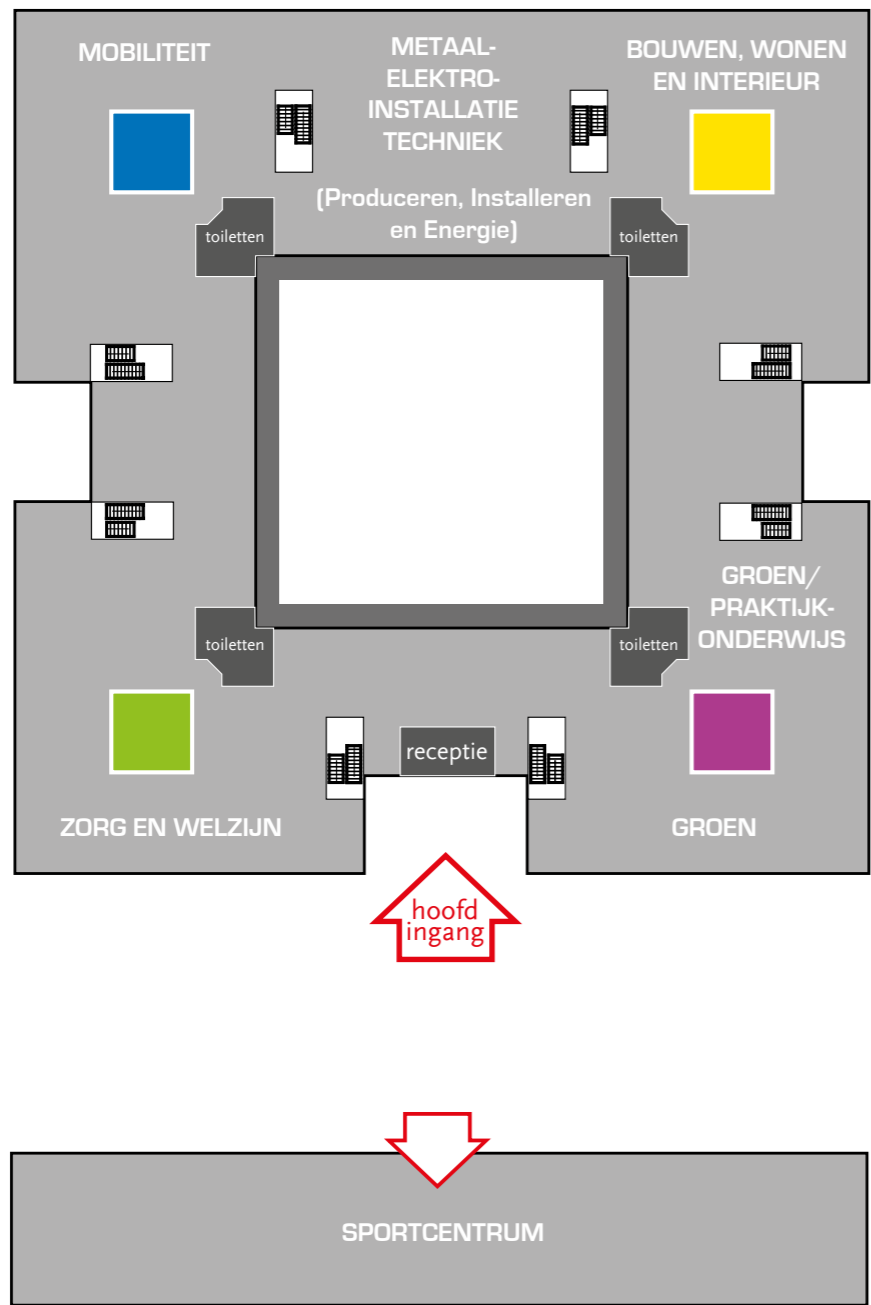 MOBILITEIT
METAAL-
ELEKTRO-
INSTALLATIE
TECHNIEK
(Produceren, Installeren
en Energie)
BOUWEN, WONEN
EN INTERIEUR
toiletten
toiletten
GROEN/
PRAKTIJK-
ONDERWIJS
toiletten
toiletten
receptie
ZORG EN WELZIJN
GROEN
hoofd
ingang
SPORTCENTRUM